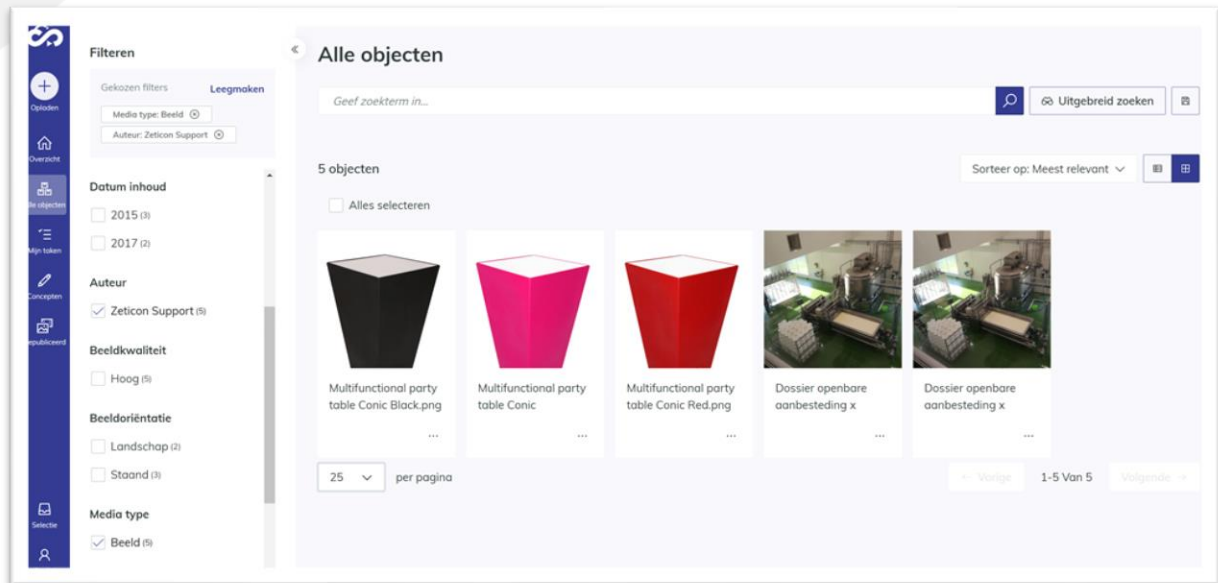 Opladen
Overzicht
Alle objecten
Mijn taken
Concepten
Gepubliceerd
Selectie
Filteren
Gekozen filters Leegmaken
Media type: Beeld
Auteur: Zeticon Support
Datum inhoud
2015 (3)
2017 (2)
Auteur
Zeticon Support (5)
Beeldkwaliteit
Hoog (5)
Beeldoriëntatie
Landschap (2)
Staand (3)
Media type
Beeld (5)
Alle objecten
Geef zoekterm in...
Uitgebreid zoeken
5 objecten
Sorteer op: Meest relevant
Alles selecteren
Multifunctional party
table Conic Black.png
...
Multifunctional party
table Conic
...
Multifunctional party
table Conic Red.png
...
Dossier openbare
aanbesteding x
...
Dossier openbare
aanbesteding x
...
25 per pagina
← Vorige 1-5 Van 5 Volgende →